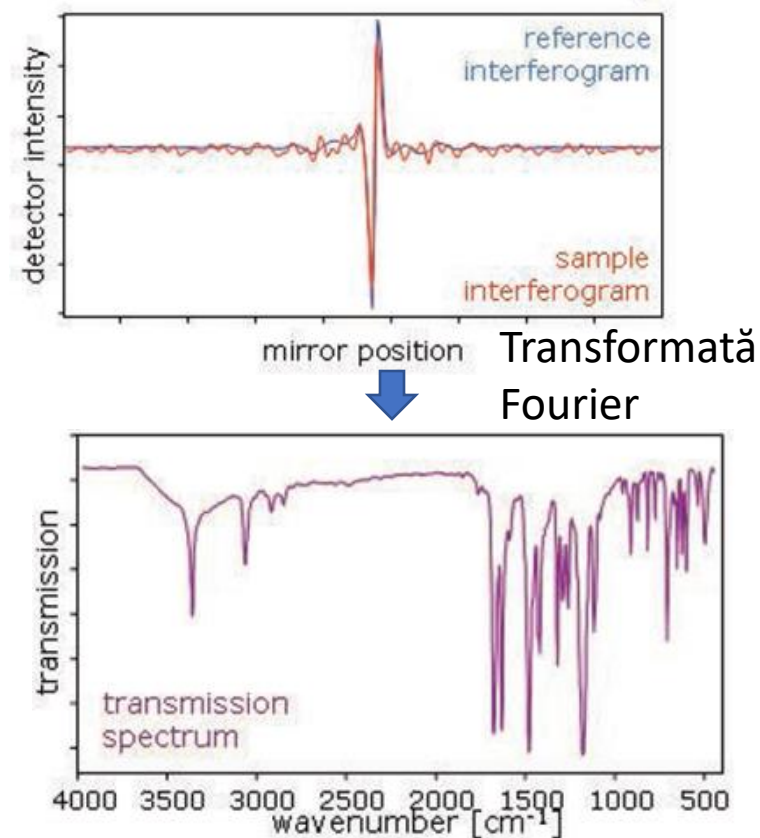 reference
interferogram
detector intensity
sample
interferogram
mirror position
Transformată
Fourier
transmission
transmission
spectrum
4000 3500 3000 2500 2000 1500 1000 500
wavenumber [cm⁻¹]